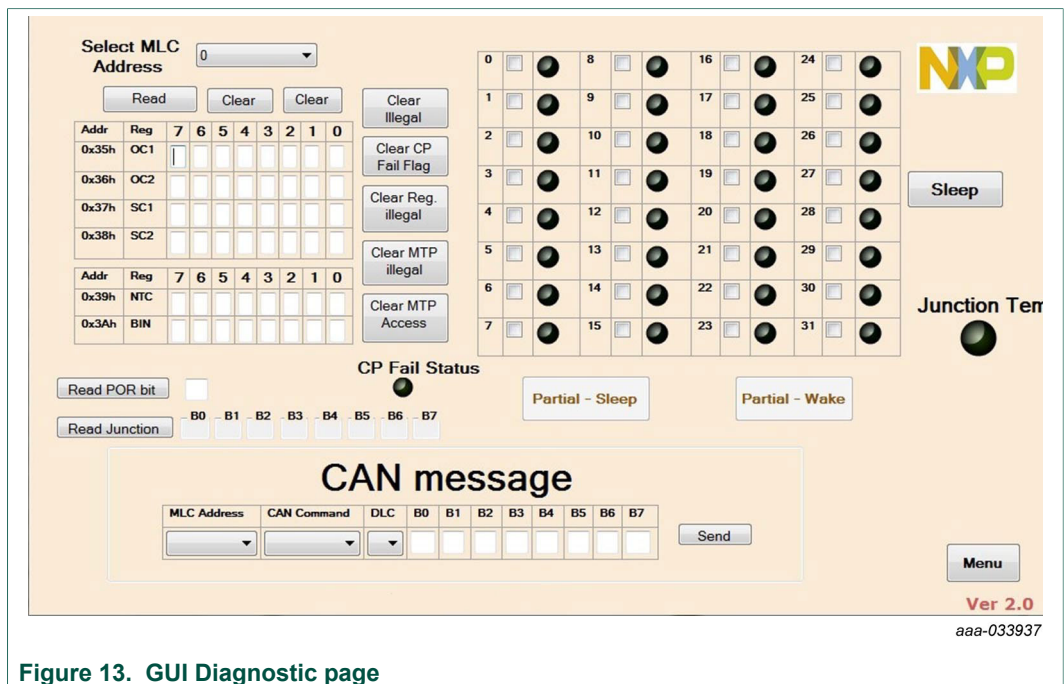 Select MLC Address 0
Read Clear Clear Clear Illegal
Addr Reg 7 6 5 4 3 2 1 0
0x35h OC1
0x36h OC2
0x37h SC1
0x38h SC2
Addr Reg 7 6 5 4 3 2 1 0
0x39h NTC
0x3Ah BIN
Clear CP Fail Flag
Clear Reg. illegal
Clear MTP illegal
Clear MTP Access
0 8 16 24
1 9 17 25
2 10 18 26
3 11 19 27
4 12 20 28
5 13 21 29
6 14 22 30
7 15 23 31
NXP
Sleep
Junction Tem
CP Fail Status
Read POR bit
Read Junction B0 B1 B2 B3 B4 B5 B6 B7
Partial - Sleep Partial - Wake
CAN message
MLC Address CAN Command DLC B0 B1 B2 B3 B4 B5 B6 B7
Send
Menu
Ver 2.0
aaa-033937
Figure 13. GUI Diagnostic page